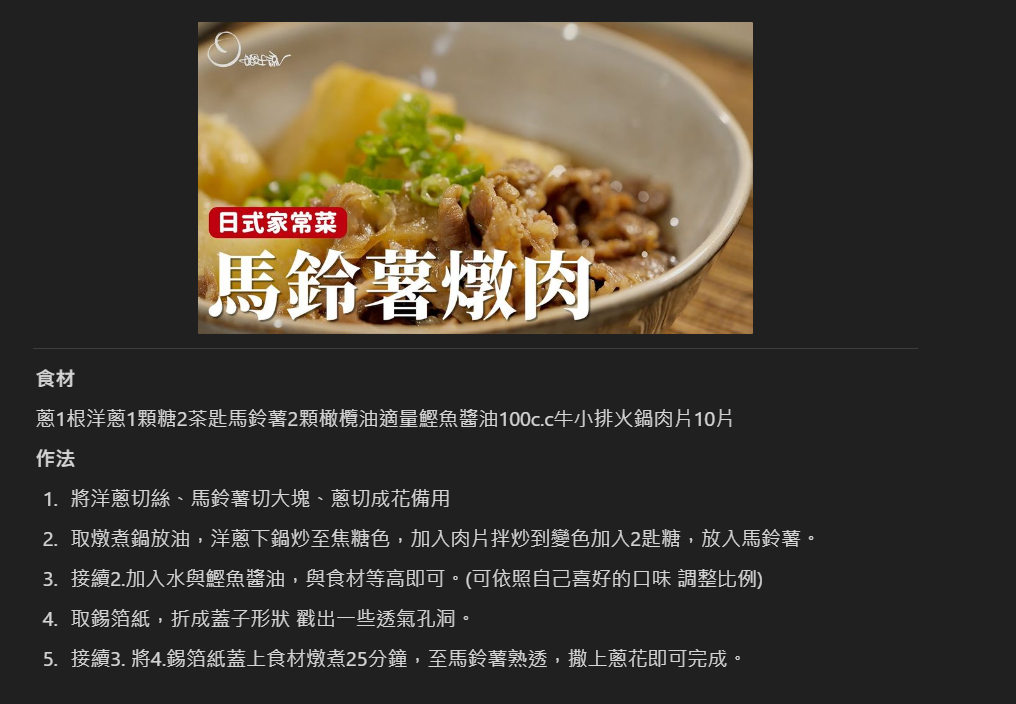 日式家常菜
馬鈴薯燉肉
食材
蔥1根洋蔥1顆糖2茶匙馬鈴薯2顆橄欖油適量鰹魚醬油100c.c牛小排火鍋肉片10片
作法
1. 將洋蔥切絲、馬鈴薯切大塊、蔥切成花備用
2. 取燉煮鍋放油，洋蔥下鍋炒至焦糖色，加入肉片拌炒到變色加入2匙糖，放入馬鈴薯。
3. 接續2.加入水與鰹魚醬油，與食材等高即可。(可依照自己喜好的口味 調整比例)
4. 取錫箔紙，折成蓋子形狀 戳出一些透氣孔洞。
5. 接續3. 將4.錫箔紙蓋上食材燉煮25分鐘，至馬鈴薯熟透，撒上蔥花即可完成。